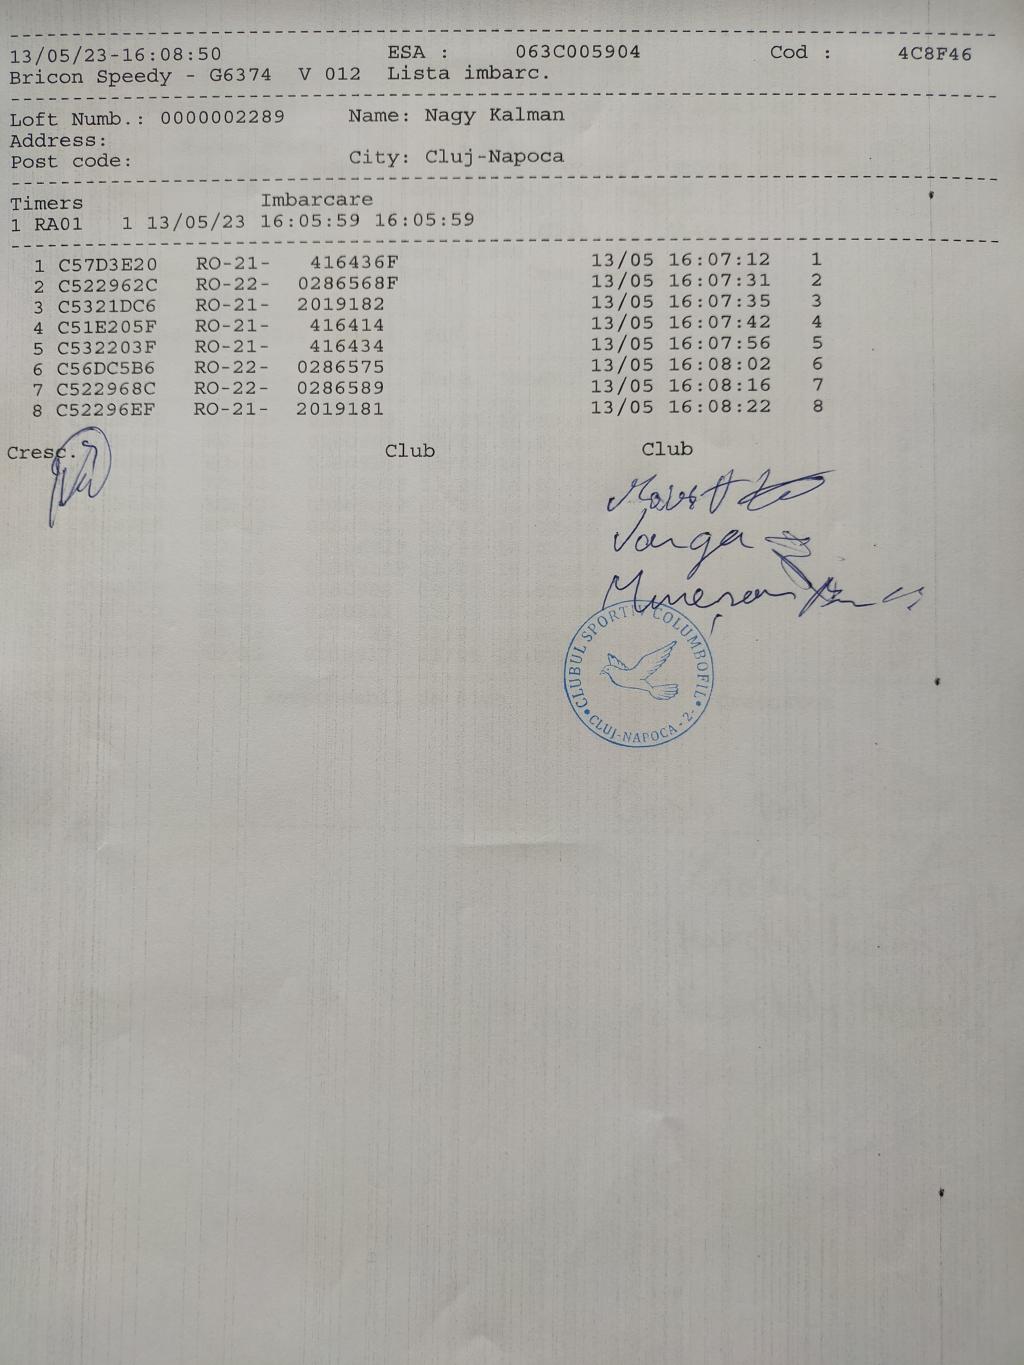 13/05/23-16:08:50 ESA : 063C005904 Cod : 4C8F46
Bricon Speedy - G6374 V 012 Lista imbarc.
Loft Numb.: 0000002289 Name: Nagy Kalman
Address:
Post code: City: Cluj-Napoca
Timers Imbarcare
1 RA01 1 13/05/23 16:05:59 16:05:59
1 C57D3E20 RO-21- 416436F 13/05 16:07:12 1
2 C522962C RO-22- 0286568F 13/05 16:07:31 2
3 C5321DC6 RO-21- 2019182 13/05 16:07:35 3
4 C51E205F RO-21- 416414 13/05 16:07:42 4
5 C532203F RO-21- 416434 13/05 16:07:56 5
6 C56DC5B6 RO-22- 0286575 13/05 16:08:02 6
7 C522968C RO-22- 0286589 13/05 16:08:16 7
8 C52296EF RO-21- 2019181 13/05 16:08:22 8
Cresc. Club Club
Varga
CLUBUL SPORTIV COLUMBOFIL
CLUJ-NAPOCA -2-